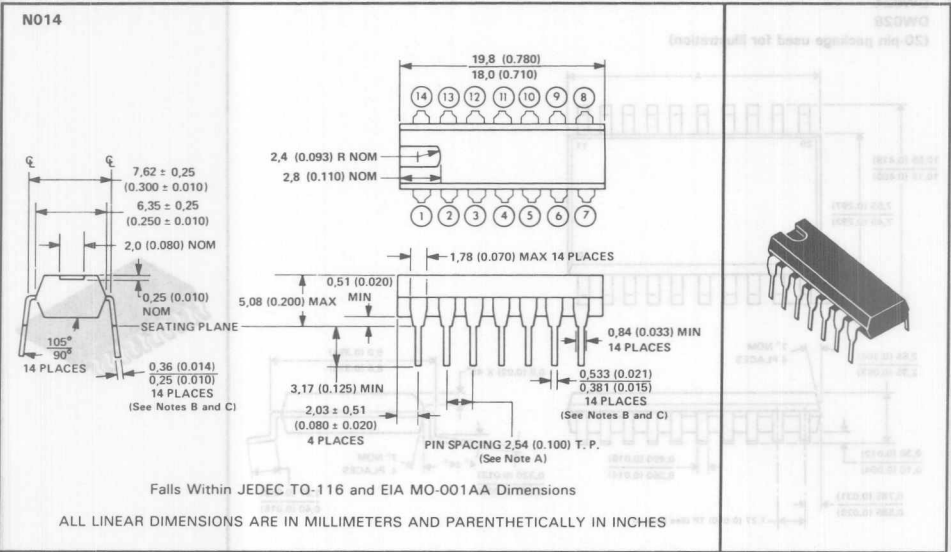 N014
19,8 (0.780)
18,0 (0.710)
14 13 12 11 10 9 8
2,4 (0.093) R NOM
2,8 (0.110) NOM
1 2 3 4 5 6 7
℄ ℄
7,62 ± 0,25
(0.300 ± 0.010)
6,35 ± 0,25
(0.250 ± 0.010)
2,0 (0.080) NOM
0,25 (0.010)
NOM
SEATING PLANE
105°
90°
14 PLACES
0,36 (0.014)
0,25 (0.010)
14 PLACES
(See Notes B and C)
1,78 (0.070) MAX 14 PLACES
0,51 (0.020)
MIN
5,08 (0.200) MAX
0,84 (0.033) MIN
14 PLACES
3,17 (0.125) MIN
0,533 (0.021)
0,381 (0.015)
14 PLACES
(See Notes B and C)
2,03 ± 0,51
(0.080 ± 0.020)
4 PLACES
PIN SPACING 2,54 (0.100) T. P.
(See Note A)
Falls Within JEDEC TO-116 and EIA MO-001AA Dimensions
ALL LINEAR DIMENSIONS ARE IN MILLIMETERS AND PARENTHETICALLY IN INCHES